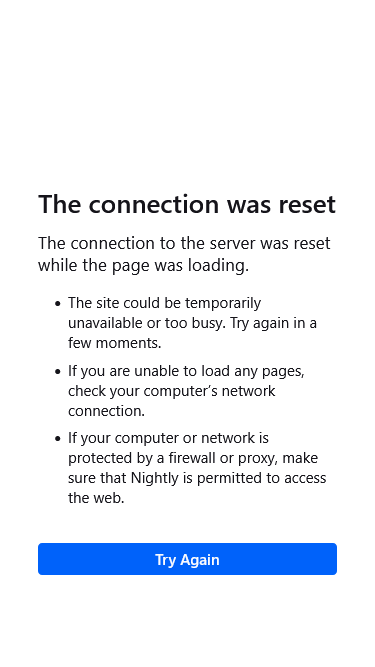 The connection was reset
The connection to the server was reset
while the page was loading.
• The site could be temporarily
unavailable or too busy. Try again in a
few moments.
• If you are unable to load any pages,
check your computer’s network
connection.
• If your computer or network is
protected by a firewall or proxy, make
sure that Nightly is permitted to access
the web.
Try Again